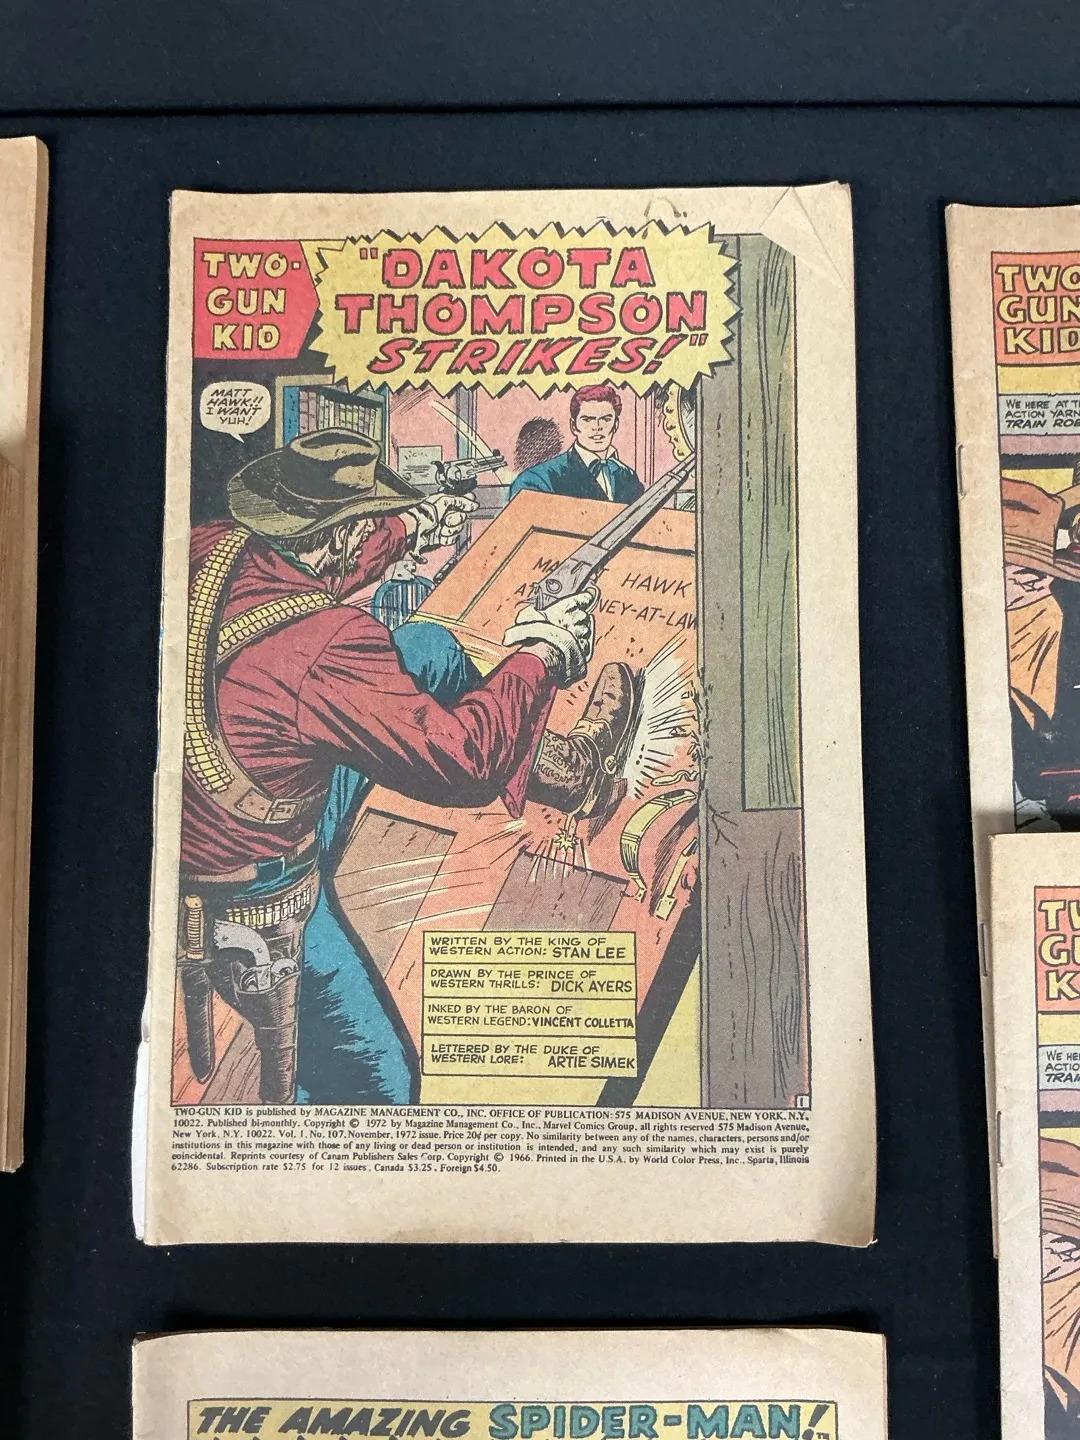 TWO-
GUN
KID
"DAKOTA
THOMPSON
STRIKES!"
MATT
HAWK!!
I WANT
YUH!
HAWK
NEY-AT-LAW
WRITTEN BY THE KING OF
WESTERN ACTION: STAN LEE
DRAWN BY THE PRINCE OF
WESTERN THRILLS: DICK AYERS
INKED BY THE BARON OF
WESTERN LEGEND: VINCENT COLLETTA
LETTERED BY THE DUKE OF
WESTERN LORE: ARTIE SIMEK
1
TWO-GUN KID is published by MAGAZINE MANAGEMENT CO., INC. OFFICE OF PUBLICATION: 575 MADISON AVENUE, NEW YORK, N.Y.
10022. Published bi-monthly. Copyright © 1972 by Magazine Management Co., Inc., Marvel Comics Group, all rights reserved 575 Madison Avenue,
New York, N.Y. 10022. Vol. 1, No. 107, November, 1972 issue. Price 20¢ per copy. No similarity between any of the names, characters, persons and/or
institutions in this magazine with those of any living or dead person or institution is intended, and any such similarity which may exist is purely
coincidental. Reprints courtesy of Canam Publishers Sales Corp. Copyright © 1966. Printed in the U.S.A. by World Color Press, Inc., Sparta, Illinois
62286. Subscription rate $2.75 for 12 issues, Canada $3.25. Foreign $4.50.
TWO
GUN
KID
WE HERE AT
ACTION YARN
TRAIN
KID
WE HE
ACTIO
TRAI
THE AMAZING SPIDER-MAN!